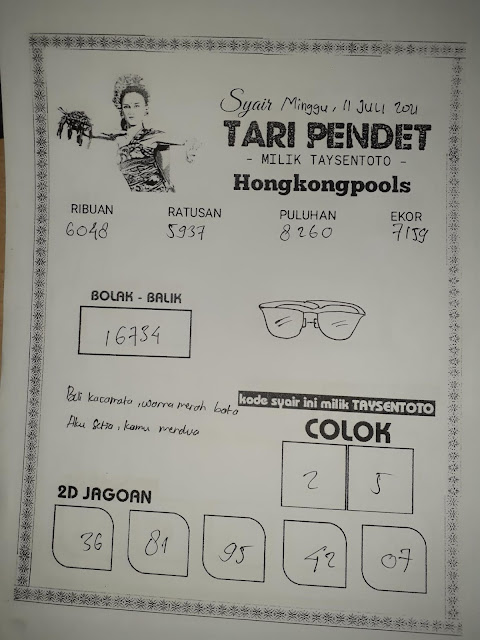 Syair Minggu, 11 Juli 2021
TARI PENDET
- MILIK TAYSENTOTO -
Hongkongpools
RIBUAN RATUSAN PULUHAN EKOR
6048 5937 8260 7159
BOLAK - BALIK
16734
Beli kacamata, warna merah bata
Aku setia, kamu mendua
kode syair ini milik TAYSENTOTO
COLOK
2 5
2D JAGOAN
36 81 95 42 07